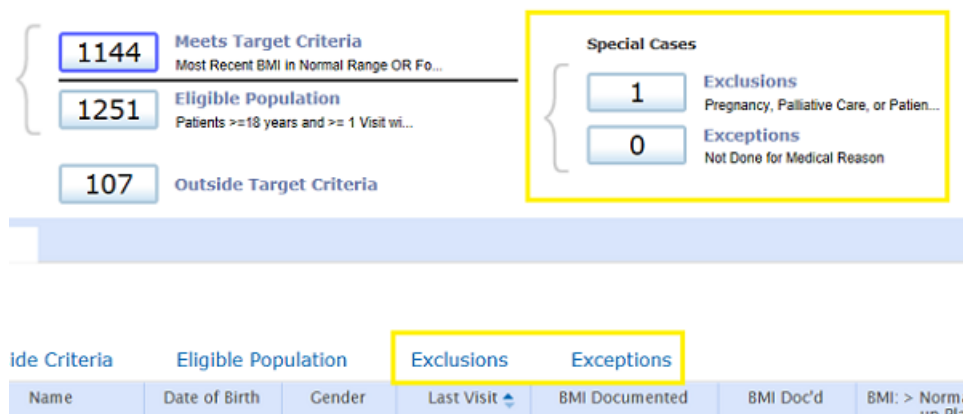 1144
Meets Target Criteria
Most Recent BMI in Normal Range OR Fo...
1251
Eligible Population
Patients >=18 years and >= 1 Visit wi...
107
Outside Target Criteria
Special Cases
1
Exclusions
Pregnancy, Palliative Care, or Patien...
0
Exceptions
Not Done for Medical Reason
ide Criteria Eligible Population Exclusions Exceptions
Name Date of Birth Gender Last Visit BMI Documented BMI Doc'd BMI: > Norma